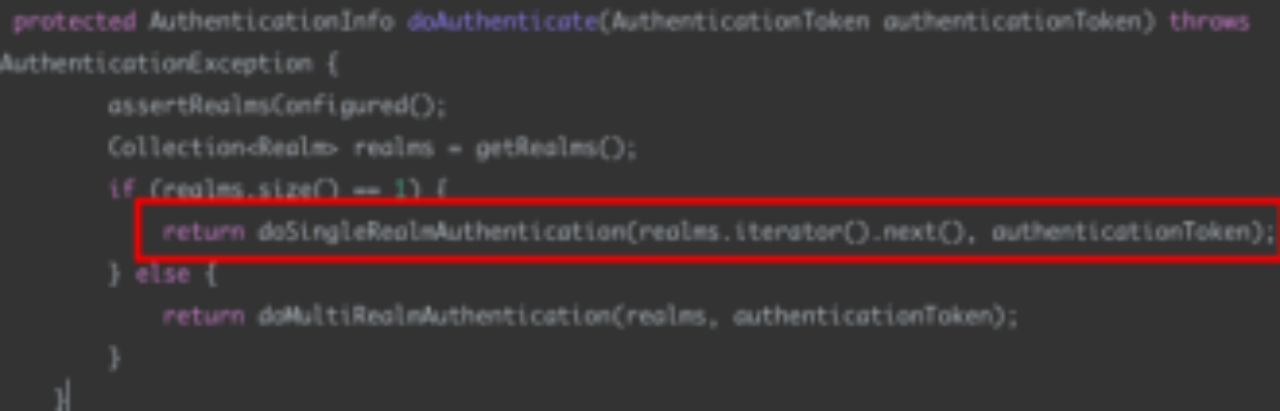 protected AuthenticationInfo doAuthenticate(AuthenticationToken authenticationToken) throws
AuthenticationException {
assertRealmsConfigured();
Collection<Realm> realms = getRealms();
if (realms.size() == 1) {
return doSingleRealmAuthentication(realms.iterator().next(), authenticationToken);
} else {
return doMultiRealmAuthentication(realms, authenticationToken);
}
}